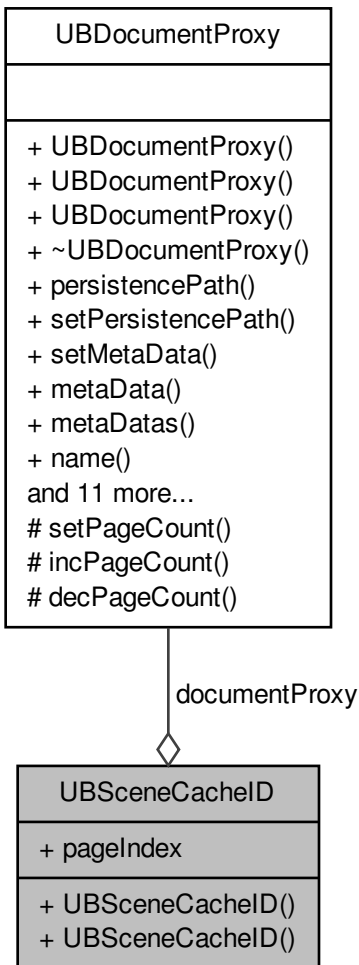 UBDocumentProxy
+ UBDocumentProxy()
+ UBDocumentProxy()
+ UBDocumentProxy()
+ ~UBDocumentProxy()
+ persistencePath()
+ setPersistencePath()
+ setMetaData()
+ metaData()
+ metaDatas()
+ name()
and 11 more...
# setPageCount()
# incPageCount()
# decPageCount()
documentProxy
UBSceneCacheID
+ pageIndex
+ UBSceneCacheID()
+ UBSceneCacheID()